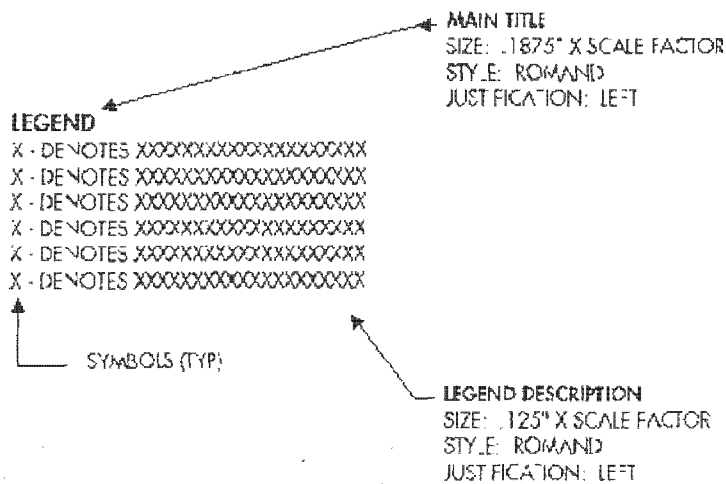 MAIN TITLE
SIZE: .1875" X SCALE FACTOR
STYLE: ROMAND
JUSTIFICATION: LEFT
LEGEND
X - DENOTES XXXXXXXXXXXXXXXXXXXX
X - DENOTES XXXXXXXXXXXXXXXXXXXX
X - DENOTES XXXXXXXXXXXXXXXXXXXX
X - DENOTES XXXXXXXXXXXXXXXXXXXX
X - DENOTES XXXXXXXXXXXXXXXXXXXX
X - DENOTES XXXXXXXXXXXXXXXXXXXX
SYMBOLS (TYP)
LEGEND DESCRIPTION
SIZE: .125" X SCALE FACTOR
STYLE: ROMAND
JUSTIFICATION: LEFT